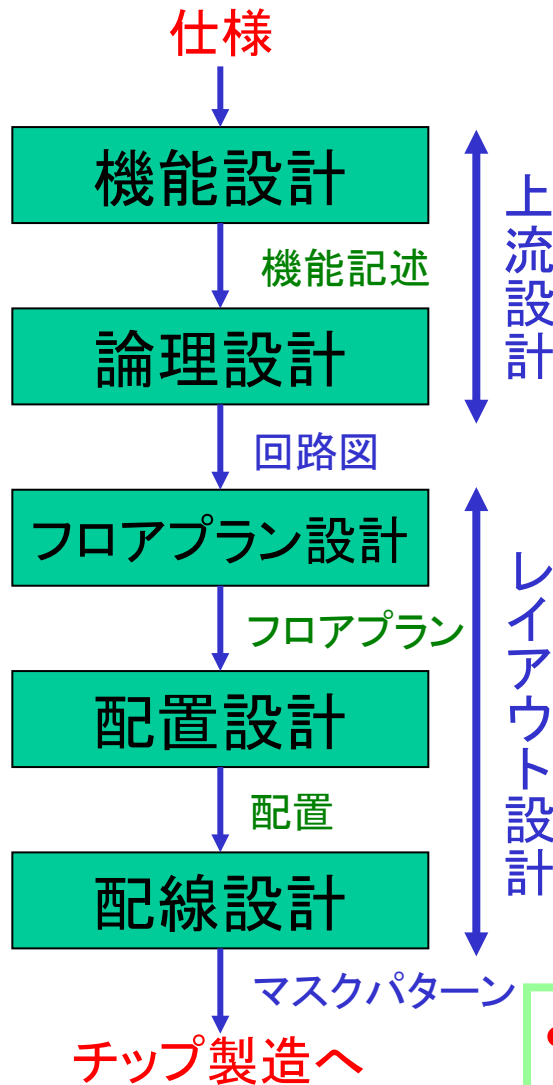 仕様
機能設計
機能記述
論理設計
上流設計
回路図
フロアプラン設計
フロアプラン
配置設計
配置
配線設計
レイアウト設計
マスクパターン
チップ製造へ